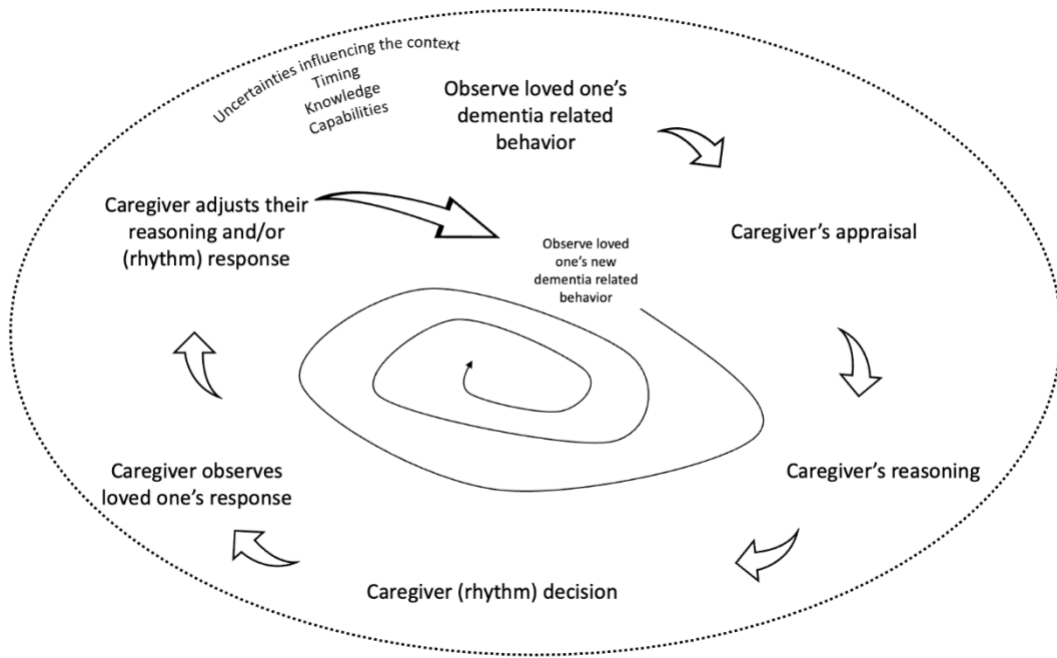 Uncertainties influencing the context
Timing
Knowledge
Capabilities
Observe loved one's
dementia related
behavior
Caregiver's appraisal
Caregiver's reasoning
Caregiver (rhythm) decision
Caregiver observes
loved one's response
Caregiver adjusts their
reasoning and/or
(rhythm) response
Observe loved
one's new
dementia related
behavior